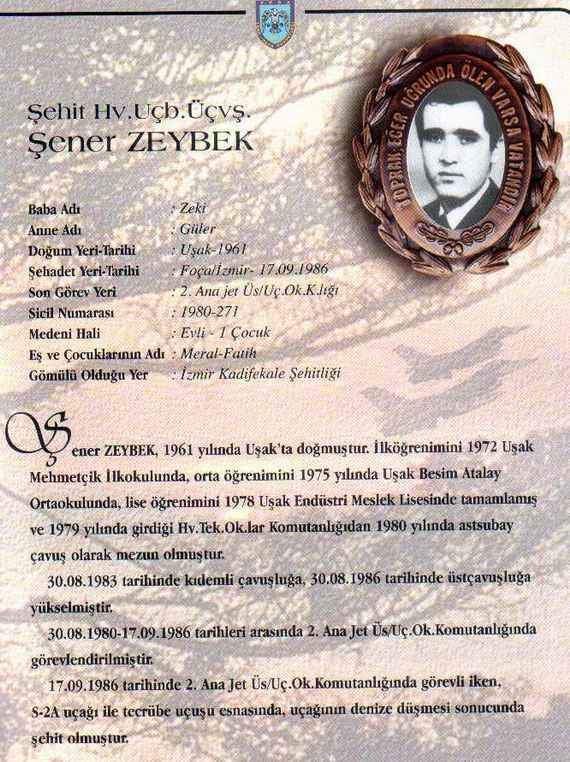 Şehit Hv.Uçb.Üçvş.
Şener ZEYBEK
TOPRAK EĞER UĞRUNDA ÖLEN VARSA VATANDIR
Baba Adı : Zeki
Anne Adı : Güler
Doğum Yeri-Tarihi : Uşak-1961
Şehadet Yeri-Tarihi : Foça/İzmir- 17.09.1986
Son Görev Yeri : 2. Ana jet Üs/Uç.Ok.K.lığı
Sicil Numarası : 1980-271
Medeni Hali : Evli - 1 Çocuk
Eş ve Çocuklarının Adı : Meral-Fatih
Gömülü Olduğu Yer : İzmir Kadifekale Şehitliği
Şener ZEYBEK, 1961 yılında Uşak'ta doğmuştur. İlköğrenimini 1972 Uşak
Mehmetçik İlkokulunda, orta öğrenimini 1975 yılında Uşak Besim Atalay
Ortaokulunda, lise öğrenimini 1978 Uşak Endüstri Meslek Lisesinde tamamlamış
ve 1979 yılında girdiği Hv.Tek.Ok.lar Komutanlığıdan 1980 yılında astsubay
çavuş olarak mezun olmuştur.
30.08.1983 tarihinde kıdemli çavuşluğa, 30.08.1986 tarihinde üstçavuşluğa
yükselmiştir.
30.08.1980-17.09.1986 tarihleri arasında 2. Ana Jet Üs/Uç.Ok.Komutanlığında
görevlendirilmiştir.
17.09.1986 tarihinde 2. Ana Jet Üs/Uç.Ok.Komutanlığında görevli iken,
S-2A uçağı ile tecrübe uçuşu esnasında, uçağının denize düşmesi sonucunda
şehit olmuştur.